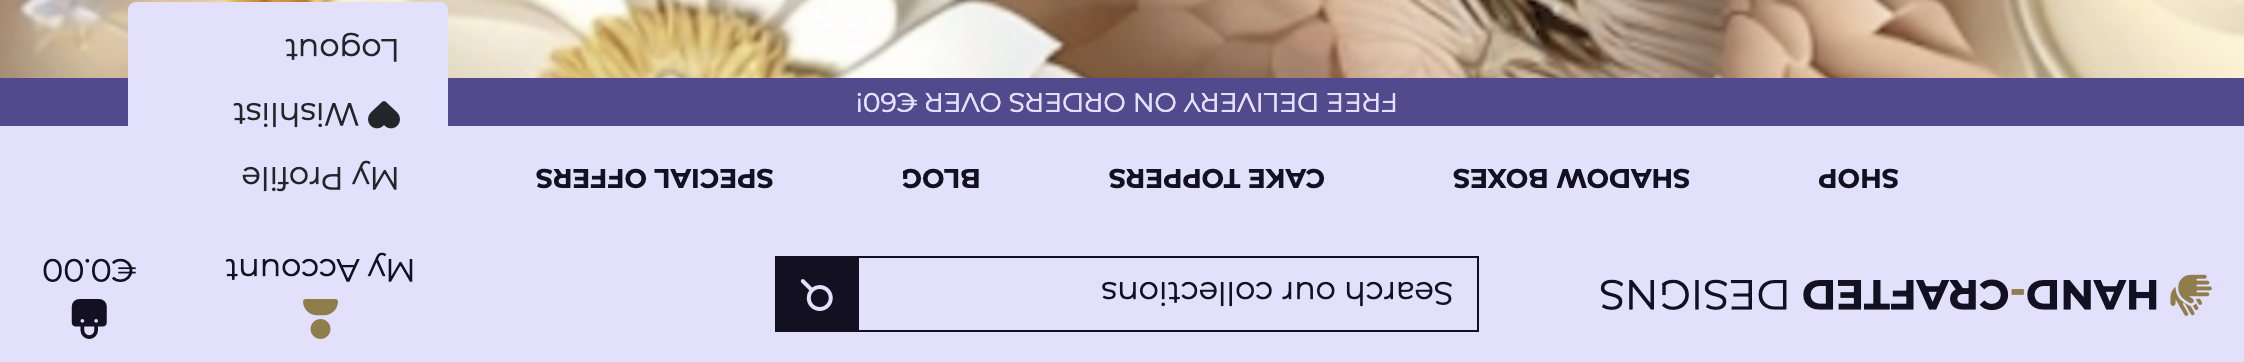 HAND-CRAFTED DESIGNS
Search our collections
My Account
€0.00
SHOP
SHADOW BOXES
CAKE TOPPERS
BLOG
SPECIAL OFFERS
My Profile
Wishlist
Logout
FREE DELIVERY ON ORDERS OVER €60!